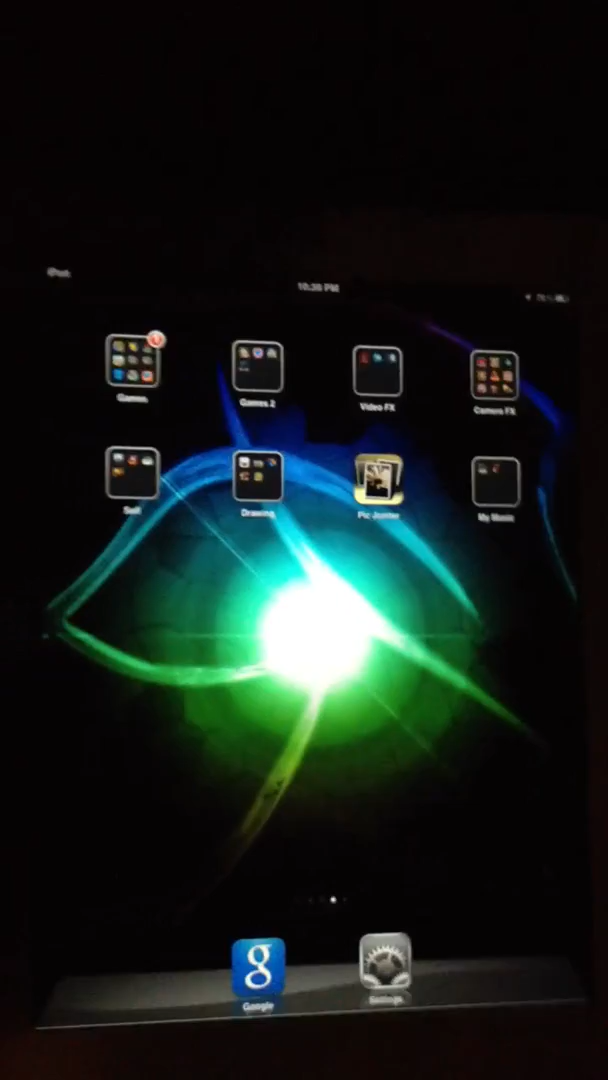 iPod
10:38 PM
Games
Games 2
Video FX
Camera FX
Drawing
Pic Jointer
My Music
g
Google
Settings